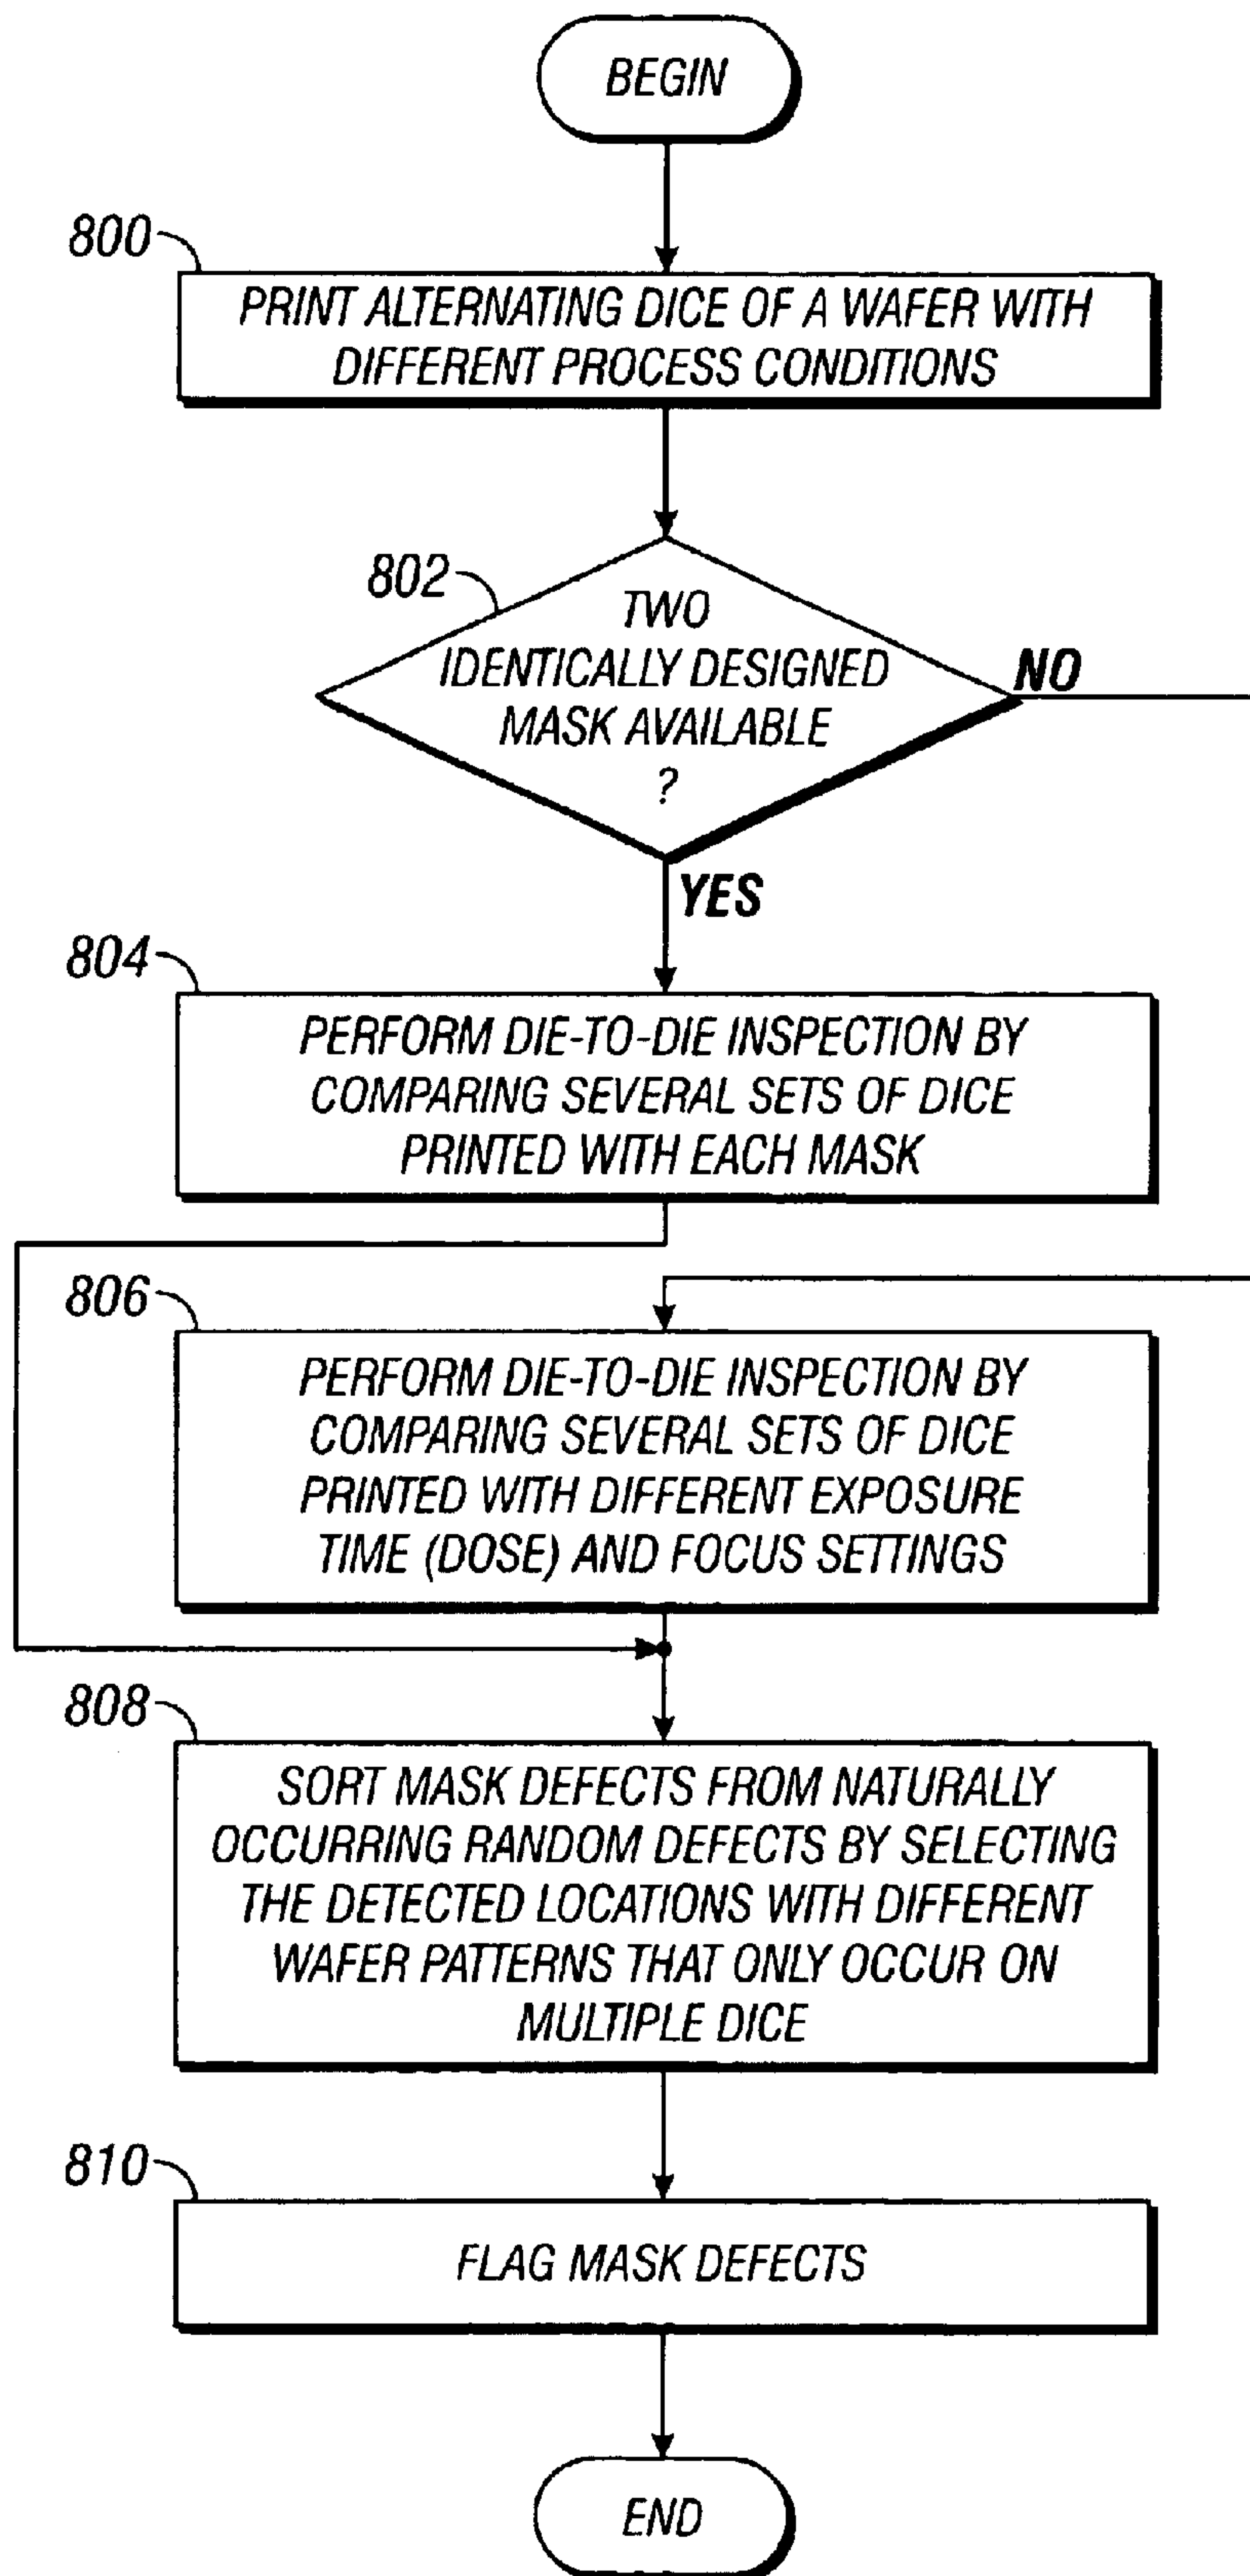 BEGIN
800
PRINT ALTERNATING DICE OF A WAFER WITH
DIFFERENT PROCESS CONDITIONS
802
TWO
IDENTICALLY DESIGNED
MASK AVAILABLE
?
NO
YES
804
PERFORM DIE-TO-DIE INSPECTION BY
COMPARING SEVERAL SETS OF DICE
PRINTED WITH EACH MASK
806
PERFORM DIE-TO-DIE INSPECTION BY
COMPARING SEVERAL SETS OF DICE
PRINTED WITH DIFFERENT EXPOSURE
TIME (DOSE) AND FOCUS SETTINGS
808
SORT MASK DEFECTS FROM NATURALLY
OCCURRING RANDOM DEFECTS BY SELECTING
THE DETECTED LOCATIONS WITH DIFFERENT
WAFER PATTERNS THAT ONLY OCCUR ON
MULTIPLE DICE
810
FLAG MASK DEFECTS
END